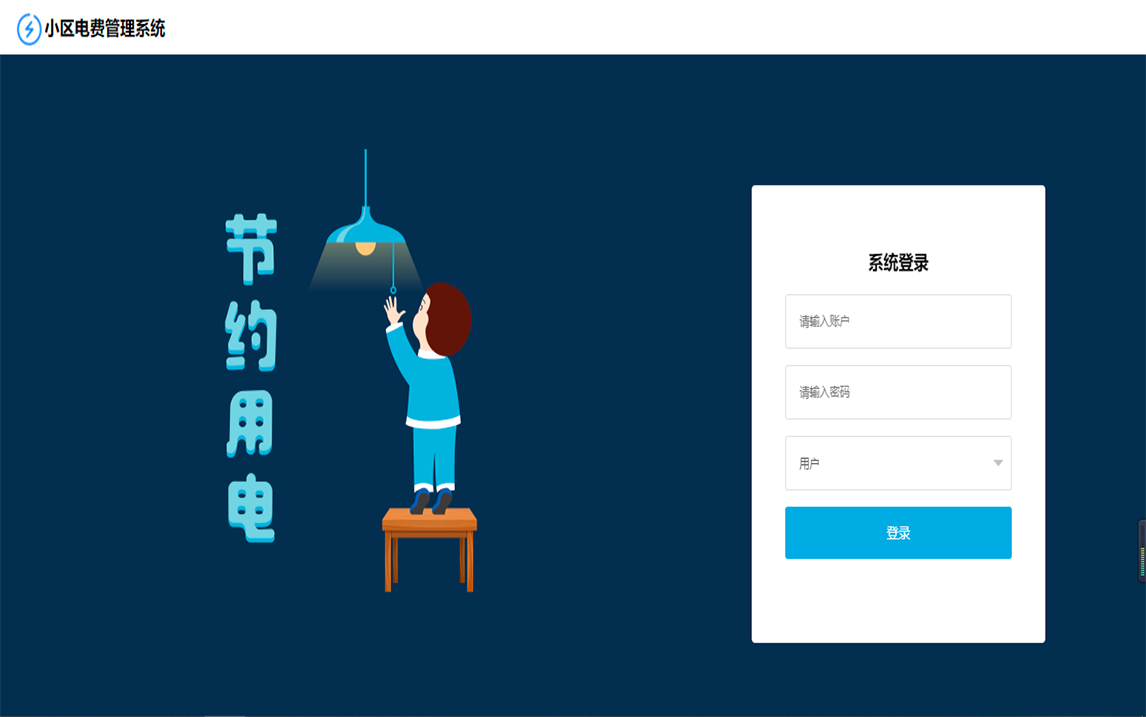 小区电费管理系统
节约用电
系统登录
请输入账户
请输入密码
用户
登录